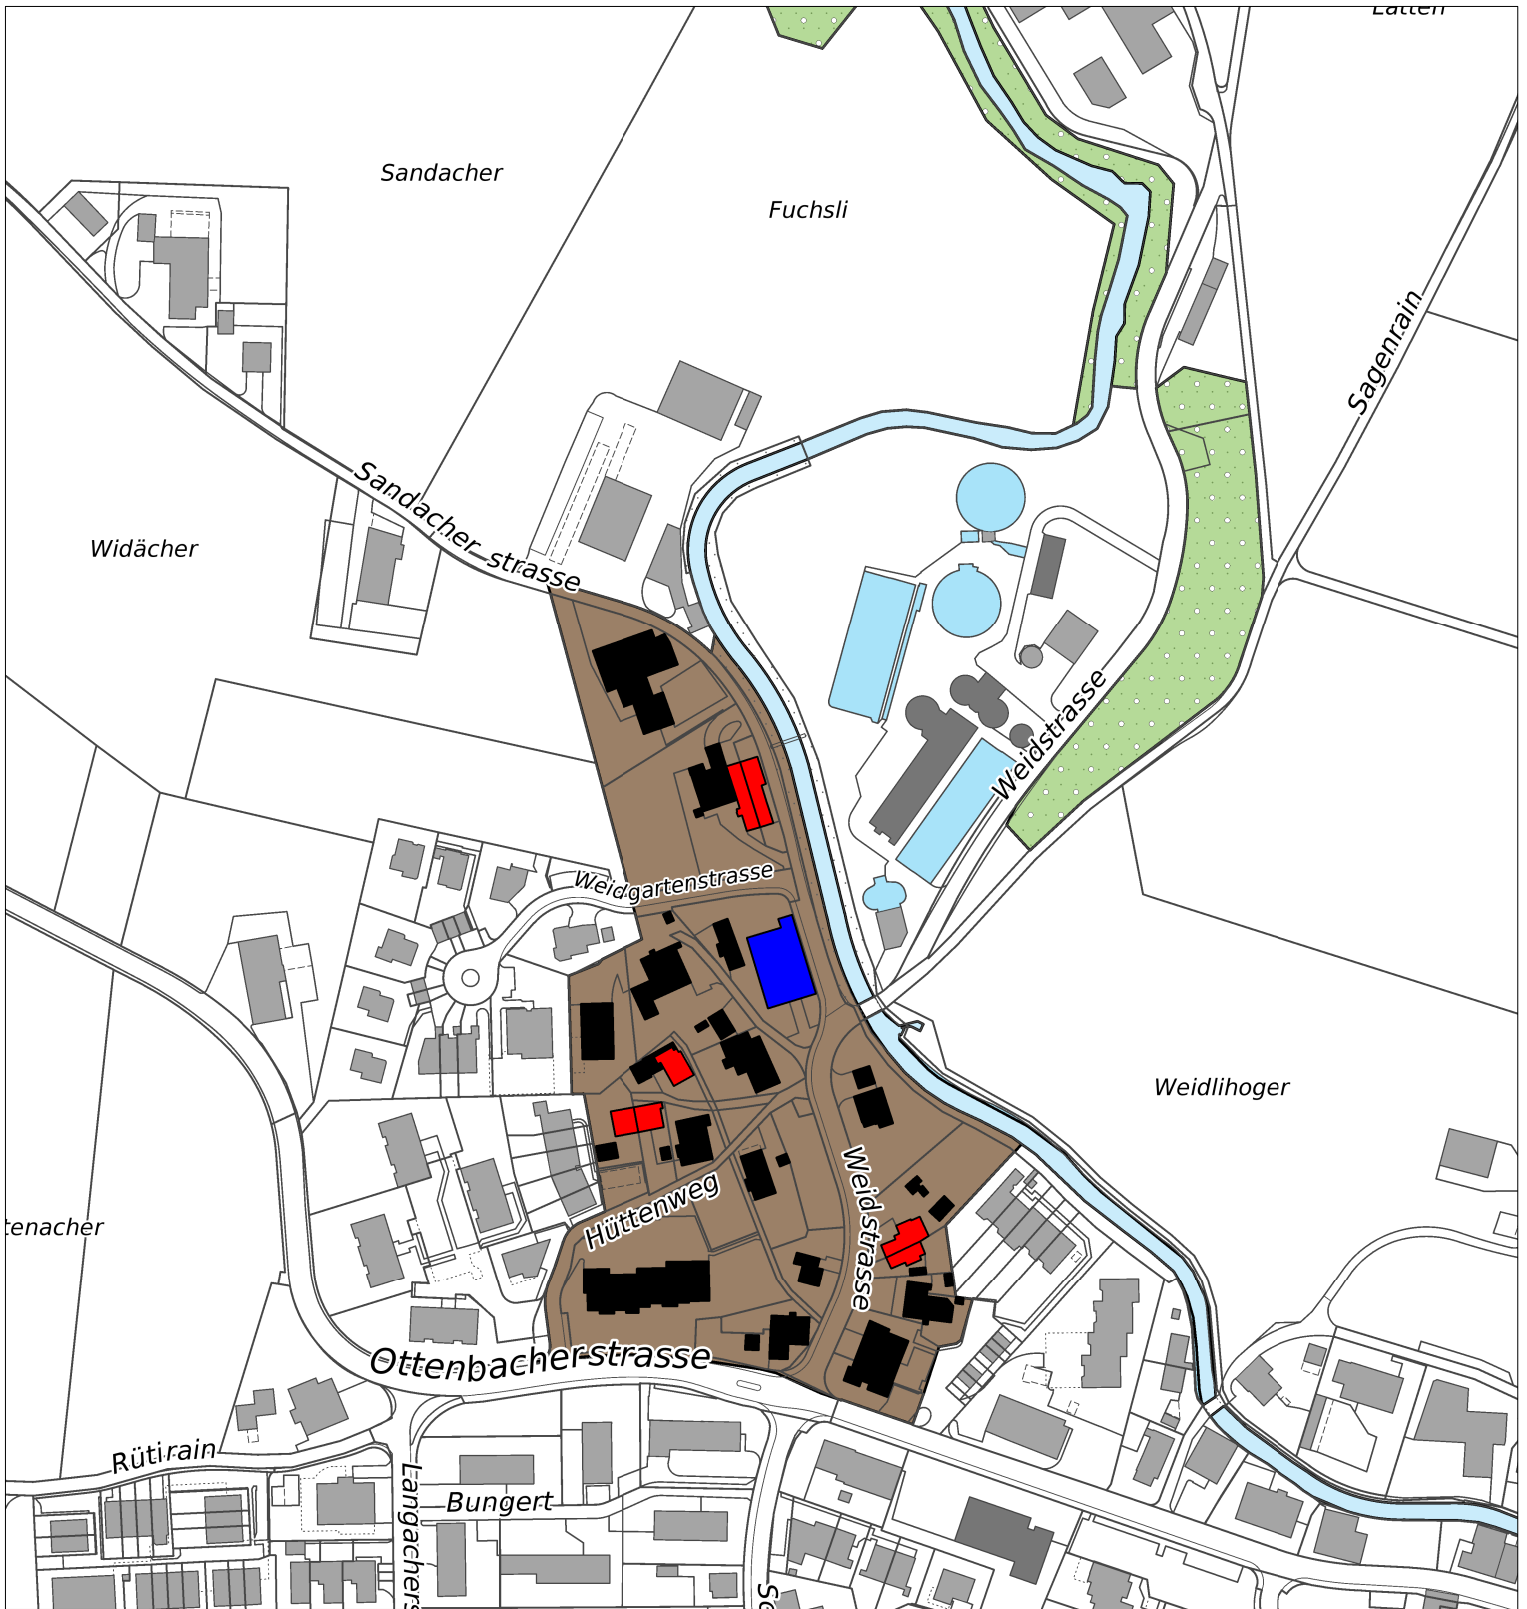 Latten
Sandacher
Fuchsli
Sagenrain
Sandacher strasse
Widächer
Weidstrasse
Weidgartenstrasse
Weidlihoger
Weidstrasse
Hüttenweg
tenacher
Ottenbacherstrasse
Rütirain
Langachers
Bungert